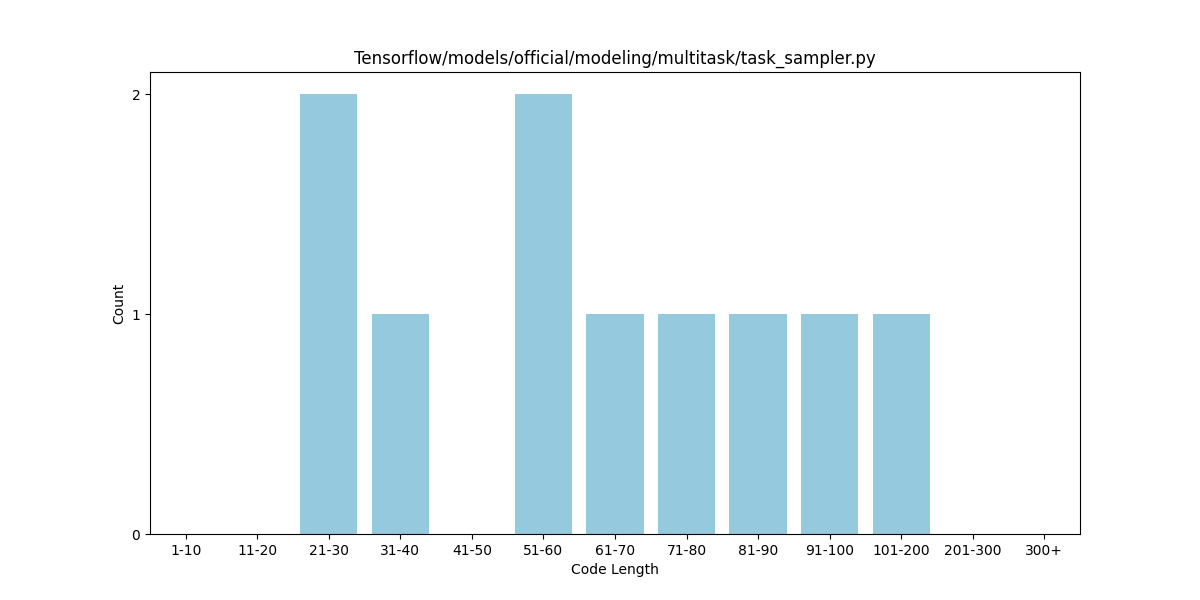 Tensorflow/models/official/modeling/multitask/task_sampler.py
2
1
0
Count
1-10 11-20 21-30 31-40 41-50 51-60 61-70 71-80 81-90 91-100 101-200 201-300 300+
Code Length